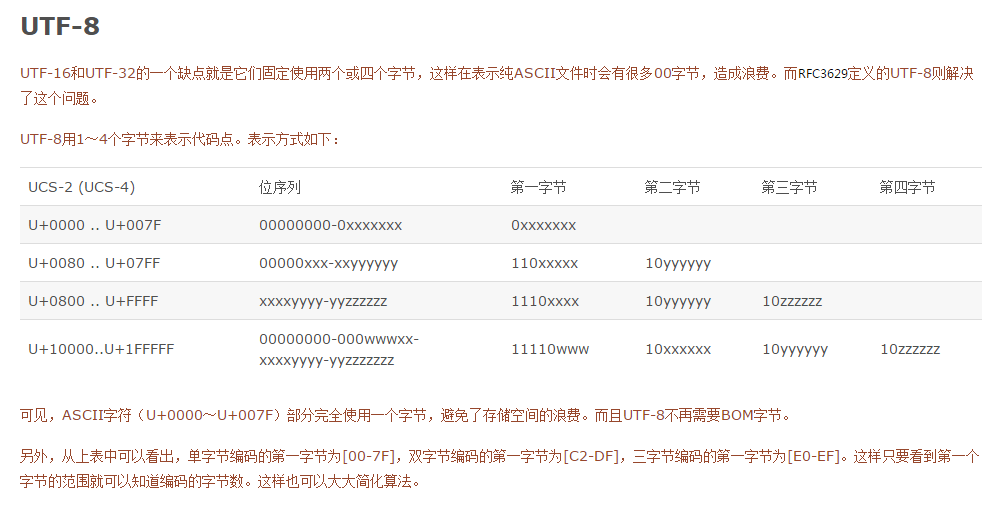 UTF-8
UTF-16和UTF-32的一个缺点就是它们固定使用两个或四个字节，这样在表示纯ASCII文件时会有很多00字节，造成浪费。而RFC3629定义的UTF-8则解决
了这个问题。
UTF-8用1～4个字节来表示代码点。表示方式如下：
UCS-2 (UCS-4) 位序列 第一字节 第二字节 第三字节 第四字节
U+0000 .. U+007F 00000000-0xxxxxxx 0xxxxxxx
U+0080 .. U+07FF 00000xxx-xxyyyyyy 110xxxxx 10yyyyyy
U+0800 .. U+FFFF xxxxyyyy-yyzzzzzz 1110xxxx 10yyyyyy 10zzzzzz
U+10000..U+1FFFFF 00000000-000wwwxx-
xxxxyyyy-yyzzzzzzz 11110www 10xxxxxx 10yyyyyy 10zzzzzz
可见，ASCII字符（U+0000～U+007F）部分完全使用一个字节，避免了存储空间的浪费。而且UTF-8不再需要BOM字节。
另外，从上表中可以看出，单字节编码的第一字节为[00-7F]，双字节编码的第一字节为[C2-DF]，三字节编码的第一字节为[E0-EF]。这样只要看到第一个
字节的范围就可以知道编码的字节数。这样也可以大大简化算法。